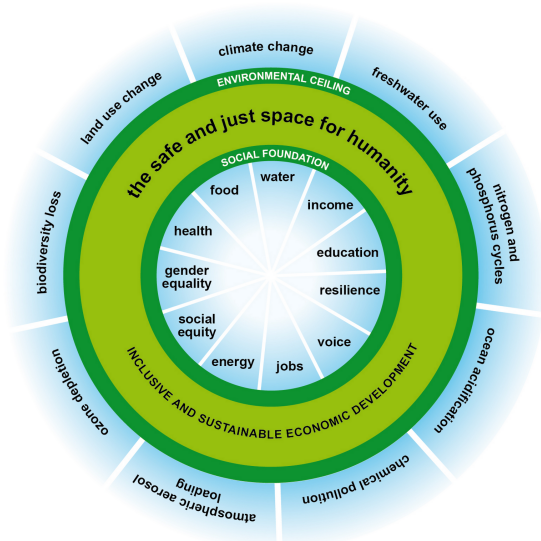 climate change
freshwater use
nitrogen and
phosphorus cycles
ocean acidification
chemical pollution
atmospheric aerosol
loading
ozone depletion
biodiversity loss
land use change
ENVIRONMENTAL CEILING
the safe and just space for humanity
SOCIAL FOUNDATION
water
income
education
resilience
voice
jobs
energy
social
equity
gender
equality
health
food
INCLUSIVE AND SUSTAINABLE ECONOMIC DEVELOPMENT